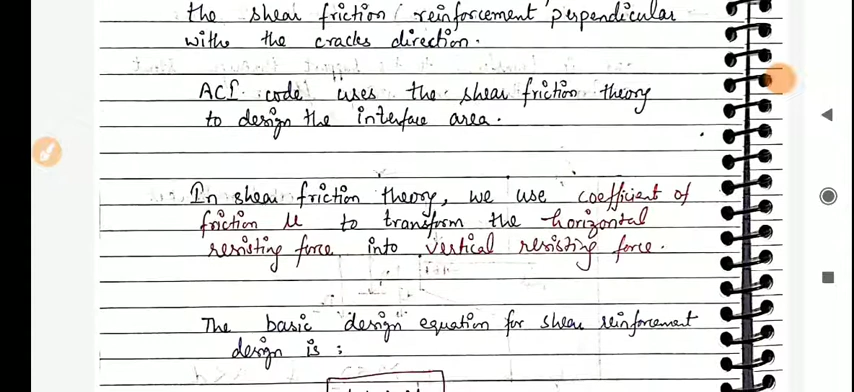 the shear friction reinforcement perpendicular
with the cracks direction.
ACI code uses the shear friction theory
to design the interface area.
In shear friction theory, we use coefficient of
friction μ to transform the horizontal
resisting force into vertical resisting force.
The basic design equation for shear reinforcement
design is :